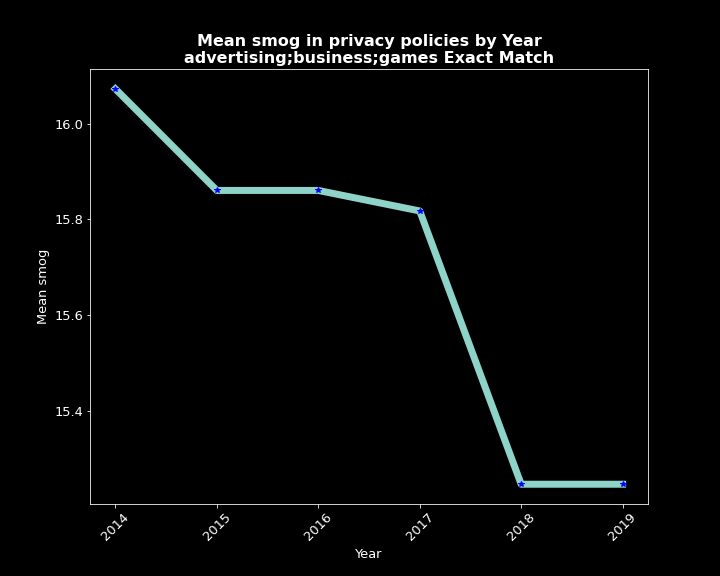 Mean smog in privacy policies by Year
advertising;business;games Exact Match
16.0
15.8
15.6
15.4
Mean smog
2014
2015
2016
2017
2018
2019
Year